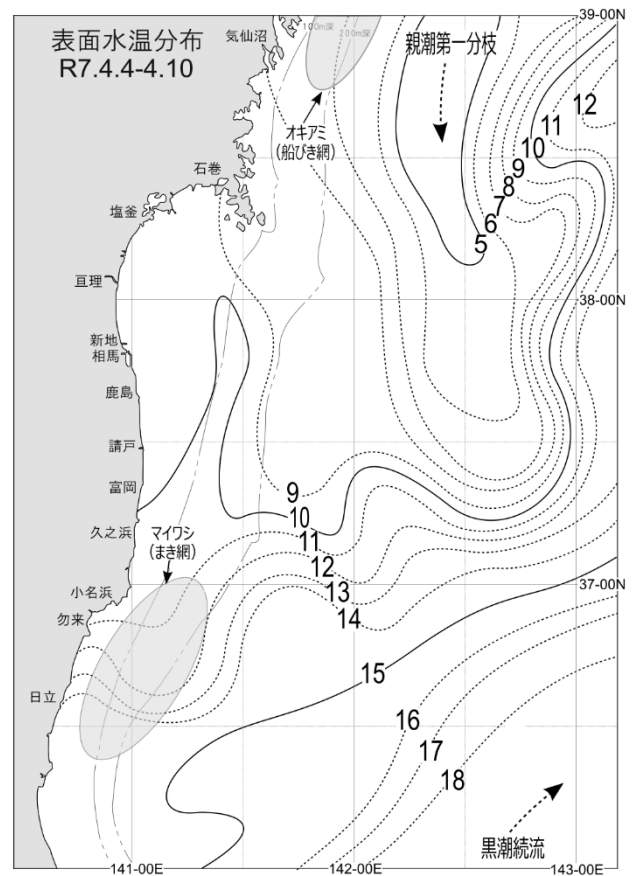 表面水温分布
R7.4.4-4.10
気仙沼
100m深
200m深
親潮第一分枝
39-00N
12
11
10
9
8
7
6
5
オキアミ
(船びき網)
石巻
塩釜
亘理
38-00N
新地
相馬
鹿島
請戸
富岡
久之浜
マイワシ
(まき網)
9
10
11
12
13
14
37-00N
小名浜
勿来
日立
15
16
17
18
黒潮続流
141-00E
142-00E
143-00E